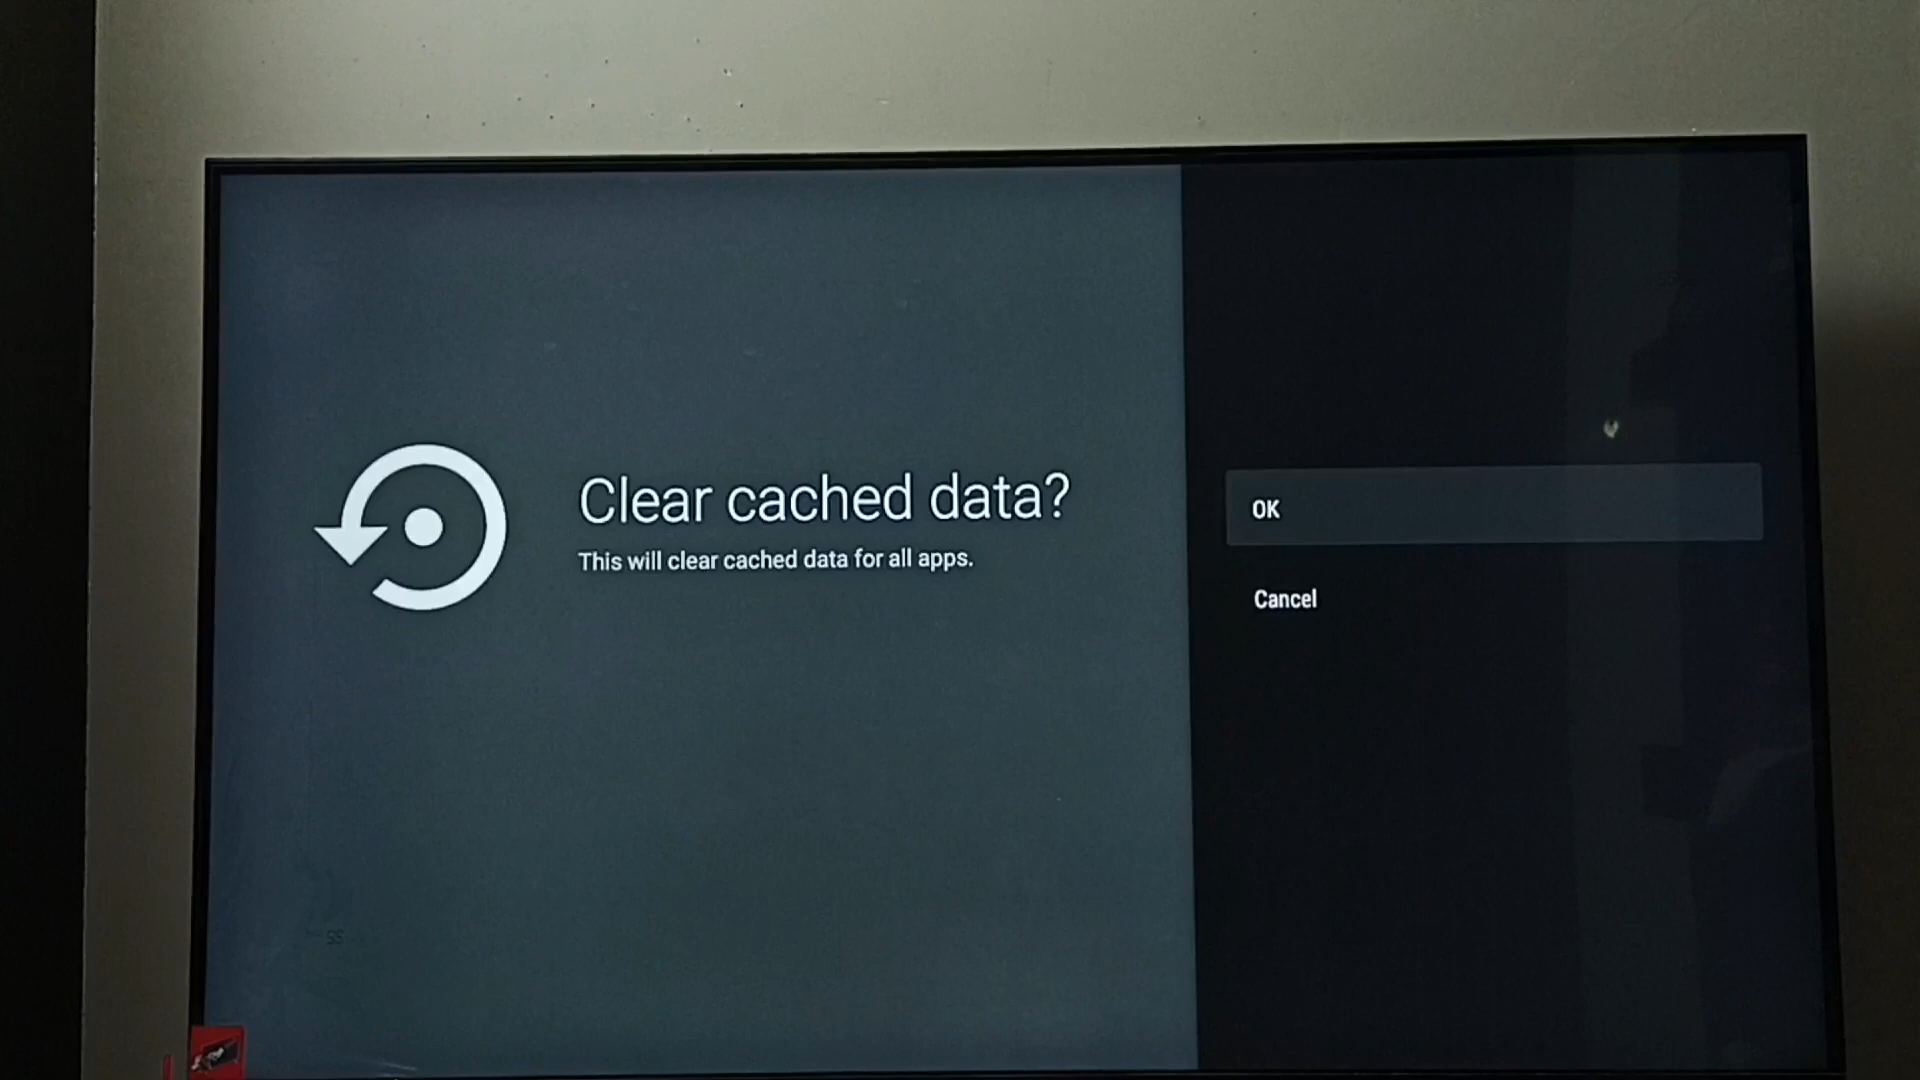 Clear cached data?
This will clear cached data for all apps.
OK
Cancel